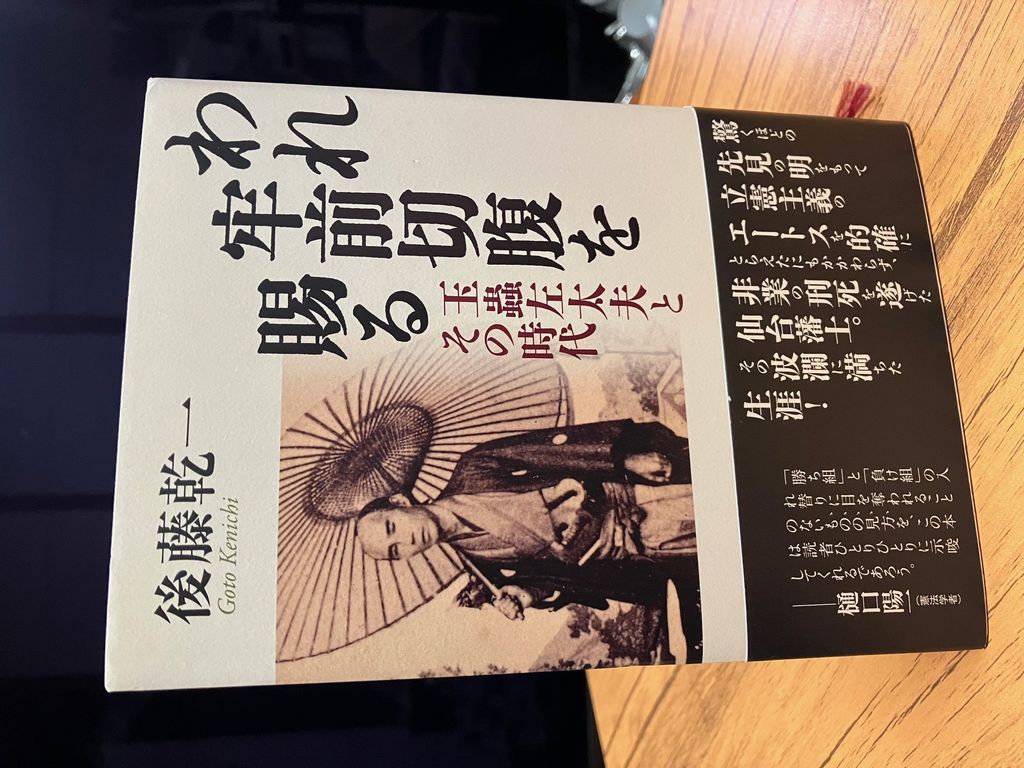 われ
牢前切腹を
賜る
玉蟲左太夫と
その時代
後藤乾一
Goto Kenichi
驚くほどの
先見の明をもって
立憲主義の
エートスを的確に
とらえたにもかかわらず、
非業の刑死を遂げた
仙台藩士。
その波瀾に満ちた
生涯！
「勝ち組」と「負け組」の入
れ替りに目を奪われること
のないものの見方を、この本
は読者ひとりひとりに示唆
してくれるであろう。
——樋口陽一
（憲法学者）